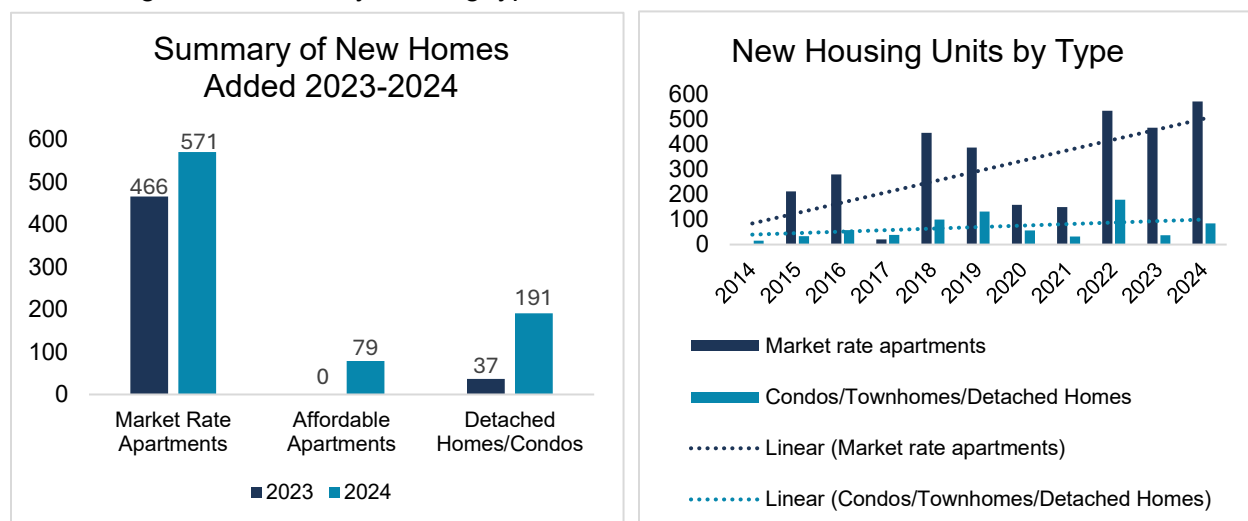 Summary of New Homes
Added 2023-2024
600
500
400
300
200
100
0
466
571
0
79
37
191
Market Rate
Apartments
Affordable
Apartments
Detached
Homes/Condos
2023
2024
New Housing Units by Type
600
500
400
300
200
100
0
2014
2015
2016
2017
2018
2019
2020
2021
2022
2023
2024
Market rate apartments
Condos/Townhomes/Detached Homes
Linear (Market rate apartments)
Linear (Condos/Townhomes/Detached Homes)